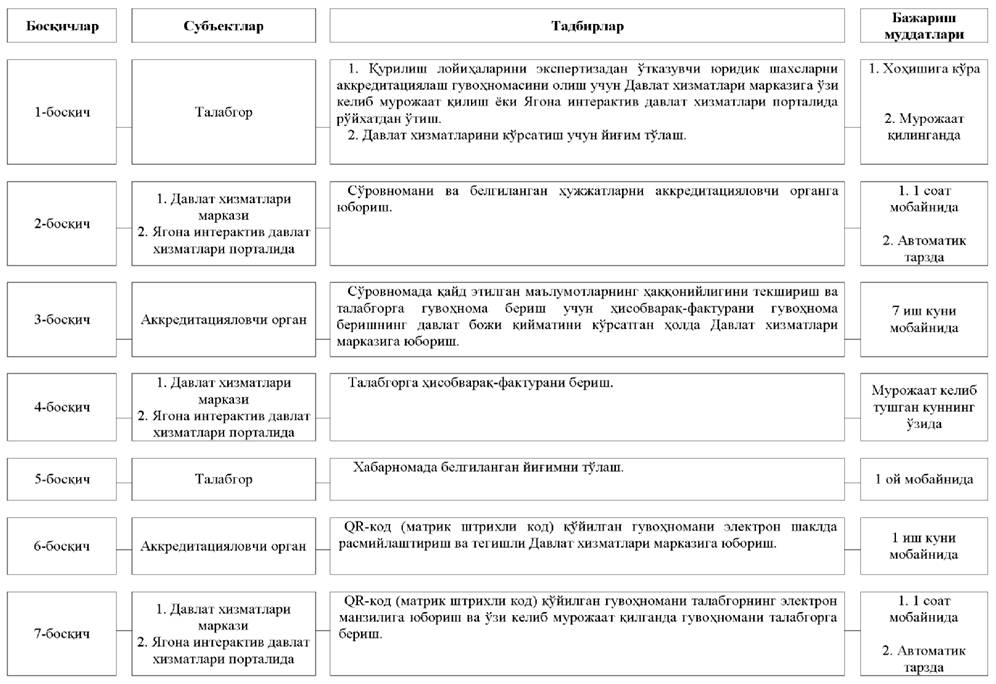 Босқичлар
Субъектлар
Тадбирлар
Бажариш
муддатлари
1-босқич
Талабгор
1. Қурилиш лойиҳаларини экспертизадан ўтказувчи юридик шахсларни
аккредитациялаш гувоҳномасини олиш учун Давлат хизматлари марказига ўзи
келиб мурожаат қилиш ёки Ягона интерактив давлат хизматлари порталида
рўйхатдан ўтиш.
2. Давлат хизматларини кўрсатиш учун йиғим тўлаш.
1. Хоҳишига кўра
2. Мурожаат
қилинганда
2-босқич
1. Давлат хизматлари
маркази
2. Ягона интерактив давлат
хизматлари порталида
Сўровномани ва белгиланган ҳужжатларни аккредитацияловчи органга
юбориш.
1. 1 соат
мобайнида
2. Автоматик
тарзда
3-босқич
Аккредитацияловчи орган
Сўровномада қайд этилган маълумотларнинг ҳаққонийлигини текшириш ва
талабгорга гувоҳнома бериш учун ҳисобварақ-фактурани гувоҳнома
беришнинг давлат божи қийматини кўрсатган ҳолда Давлат хизматлари
марказига юбориш.
7 иш куни
мобайнида
4-босқич
1. Давлат хизматлари
маркази
2. Ягона интерактив давлат
хизматлари порталида
Талабгорга ҳисобварақ-фактурани бериш.
Мурожаат келиб
тушган куннинг
ўзида
5-босқич
Талабгор
Хабарномада белгиланган йиғимни тўлаш.
1 ой мобайнида
6-босқич
Аккредитацияловчи орган
QR-код (матрик штрихли код) қўйилган гувоҳномани электрон шаклда
расмийлаштириш ва тегишли Давлат хизматлари марказига юбориш.
1 иш куни
мобайнида
7-босқич
1. Давлат хизматлари
маркази
2. Ягона интерактив давлат
хизматлари порталида
QR-код (матрик штрихли код) қўйилган гувоҳномани талабгорнинг электрон
манзилига юбориш ва ўзи келиб мурожаат қилганда гувоҳномани талабгорга
бериш.
1. 1 соат
мобайнида
2. Автоматик
тарзда